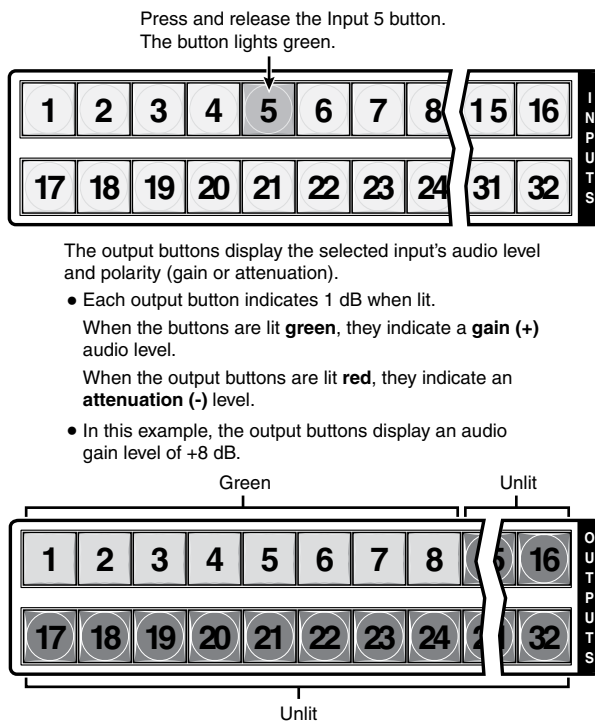 Press and release the Input 5 button.
The button lights green.
1 2 3 4 5 6 7 8 15 16
INPUTS
17 18 19 20 21 22 23 24 31 32
The output buttons display the selected input's audio level
and polarity (gain or attenuation).
• Each output button indicates 1 dB when lit.
When the buttons are lit green, they indicate a gain (+)
audio level.
When the output buttons are lit red, they indicate an
attenuation (-) level.
• In this example, the output buttons display an audio
gain level of +8 dB.
Green Unlit
1 2 3 4 5 6 7 8 16
OUTPUTS
17 18 19 20 21 22 23 24 32
Unlit